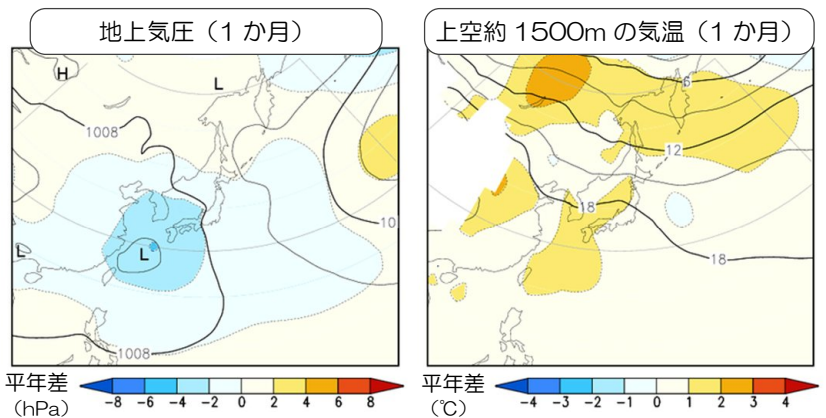 地上気圧（1 か月）
上空約 1500m の気温（1 か月）
H
L
1008
L
L
10
1008
6
12
18
18
平年差
（hPa）
-8 -6 -4 -2 0 2 4 6 8
平年差
（℃）
-4 -3 -2 -1 0 1 2 3 4